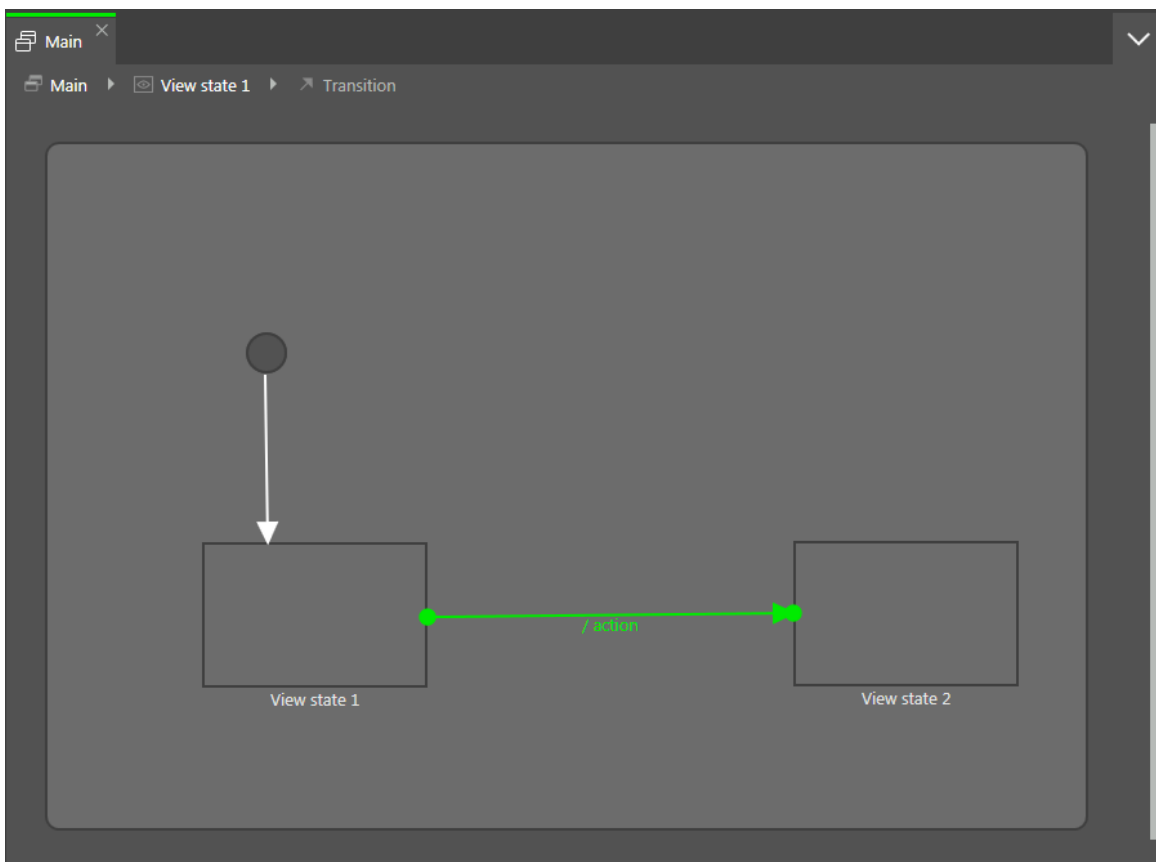 Main
Main View state 1 Transition
/ action
View state 1
View state 2